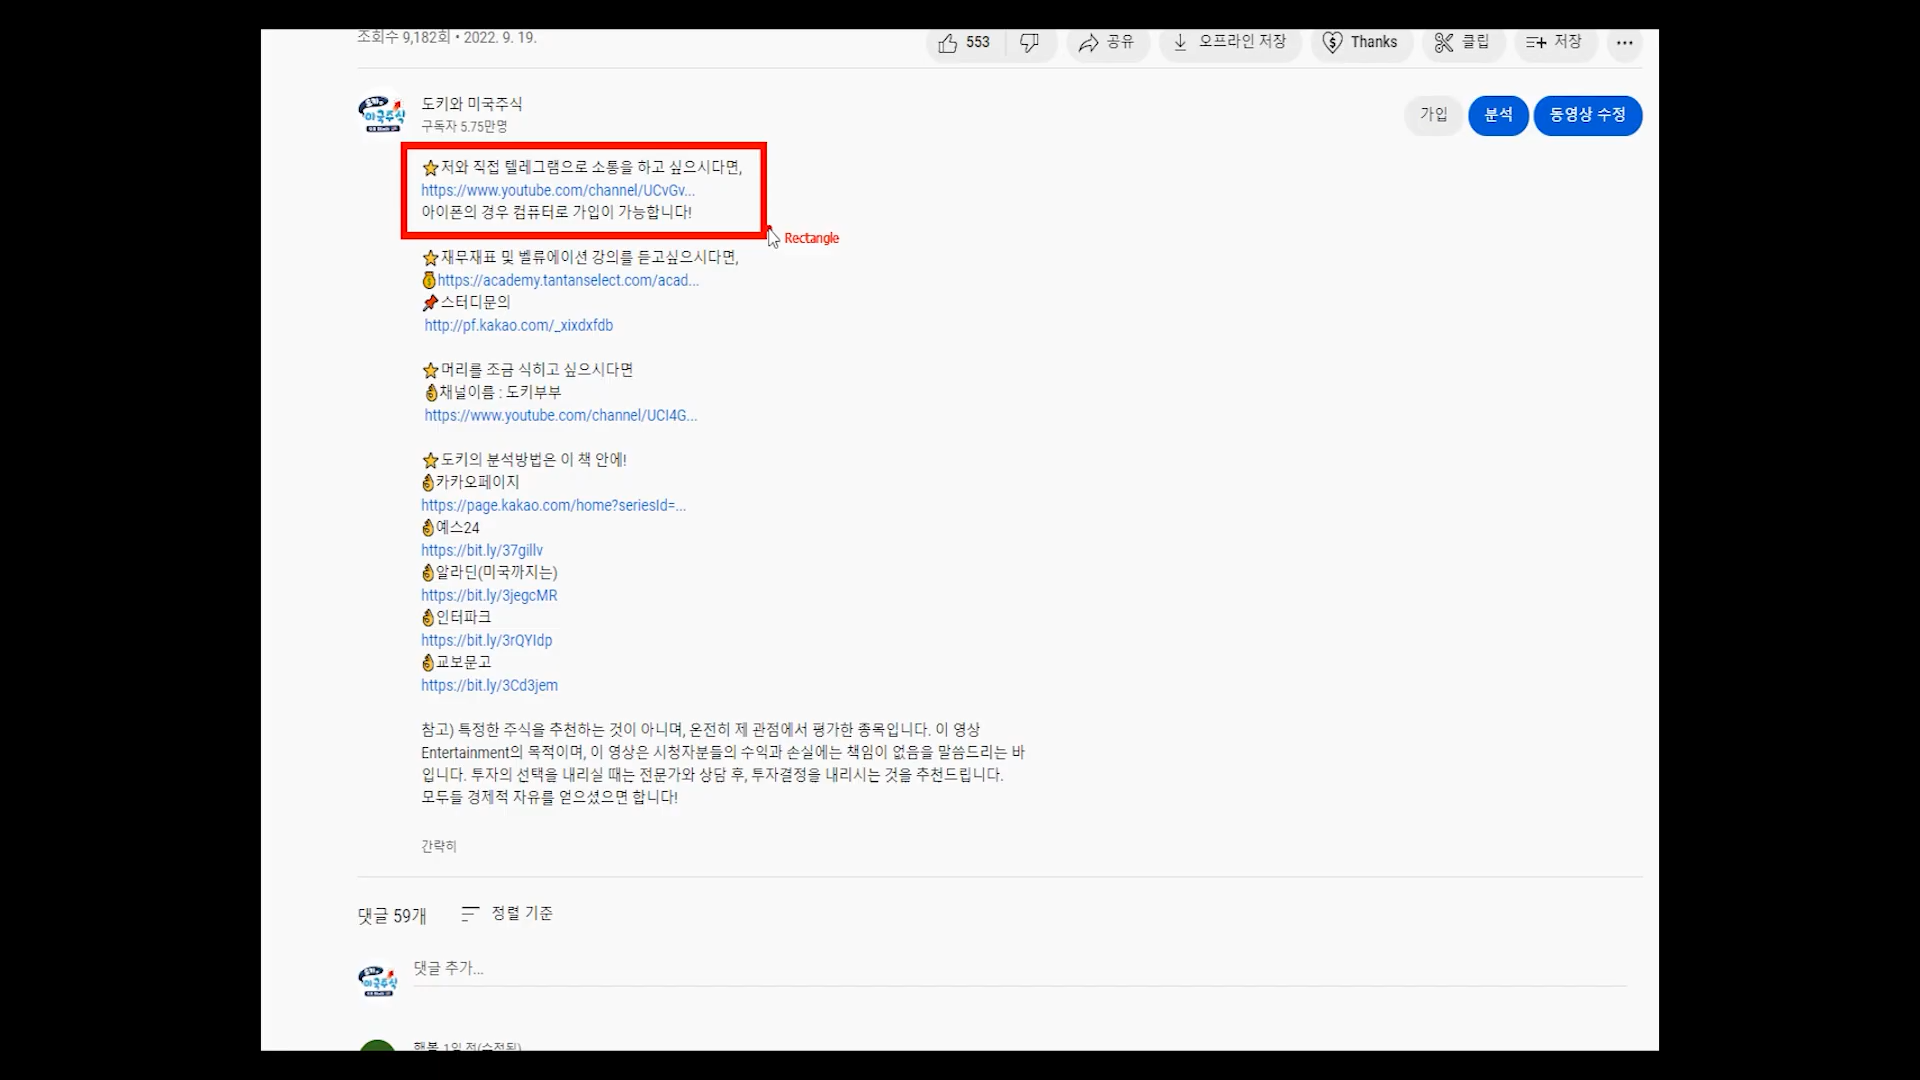 조회수 9,182회 • 2022. 9. 19.
553
공유
오프라인 저장
Thanks
클립
저장
도키와 미국주식
구독자 5.75만명
가입
분석
동영상 수정
⭐저와 직접 텔레그램으로 소통을 하고 싶으시다면,
https://www.youtube.com/channel/UCvGv...
아이폰의 경우 컴퓨터로 가입이 가능합니다!
Rectangle
⭐재무재표 및 벨류에이션 강의를 듣고싶으시다면,
💰https://academy.tantanselect.com/acad...
📌스터디문의
http://pf.kakao.com/_xixdxfdb
⭐머리를 조금 식히고 싶으시다면
👌채널이름 : 도키부부
https://www.youtube.com/channel/UCI4G...
⭐도키의 분석방법은 이 책 안에!
👌카카오페이지
https://page.kakao.com/home?seriesId=...
👌예스24
https://bit.ly/37gillv
👌알라딘(미국까지는)
https://bit.ly/3jegcMR
👌인터파크
https://bit.ly/3rQYIdp
👌교보문고
https://bit.ly/3Cd3jem
참고) 특정한 주식을 추천하는 것이 아니며, 온전히 제 관점에서 평가한 종목입니다. 이 영상
Entertainment의 목적이며, 이 영상은 시청자분들의 수익과 손실에는 책임이 없음을 말씀드리는 바
입니다. 투자의 선택을 내리실 때는 전문가와 상담 후, 투자결정을 내리시는 것을 추천드립니다.
모두들 경제적 자유를 얻으셨으면 합니다!
간략히
댓글 59개
정렬 기준
미국주식
댓글 추가...
행복 1일 전(수정됨)